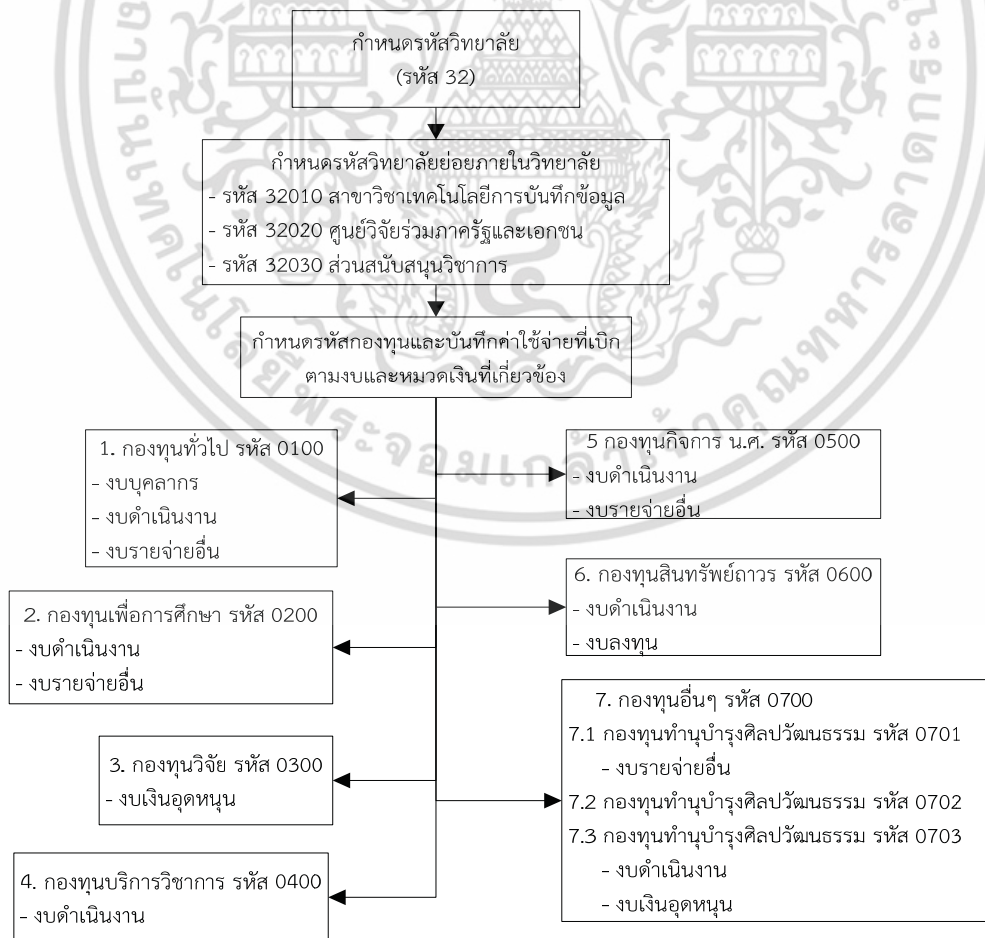 กำหนดรหัสวิทยาลัย
(รหัส 32)
กำหนดรหัสวิทยาลัยย่อยภายในวิทยาลัย
- รหัส 32010 สาขาวิชาเทคโนโลยีการบันทึกข้อมูล
- รหัส 32020 ศูนย์วิจัยร่วมภาครัฐและเอกชน
- รหัส 32030 ส่วนสนับสนุนวิชาการ
กำหนดรหัสกองทุนและบันทึกค่าใช้จ่ายที่เบิก
ตามงบและหมวดเงินที่เกี่ยวข้อง
1. กองทุนทั่วไป รหัส 0100
- งบบุคลากร
- งบดำเนินงาน
- งบรายจ่ายอื่น
2. กองทุนเพื่อการศึกษา รหัส 0200
- งบดำเนินงาน
- งบรายจ่ายอื่น
3. กองทุนวิจัย รหัส 0300
- งบเงินอุดหนุน
4. กองทุนบริการวิชาการ รหัส 0400
- งบดำเนินงาน
5 กองทุนกิจการ น.ศ. รหัส 0500
- งบดำเนินงาน
- งบรายจ่ายอื่น
6. กองทุนสินทรัพย์ถาวร รหัส 0600
- งบดำเนินงาน
- งบลงทุน
7. กองทุนอื่นๆ รหัส 0700
7.1 กองทุนทำนุบำรุงศิลปวัฒนธรรม รหัส 0701
- งบรายจ่ายอื่น
7.2 กองทุนทำนุบำรุงศิลปวัฒนธรรม รหัส 0702
7.3 กองทุนทำนุบำรุงศิลปวัฒนธรรม รหัส 0703
- งบดำเนินงาน
- งบเงินอุดหนุน
พระจอมเกล้าเจ้าคุณทหารลาดกระ